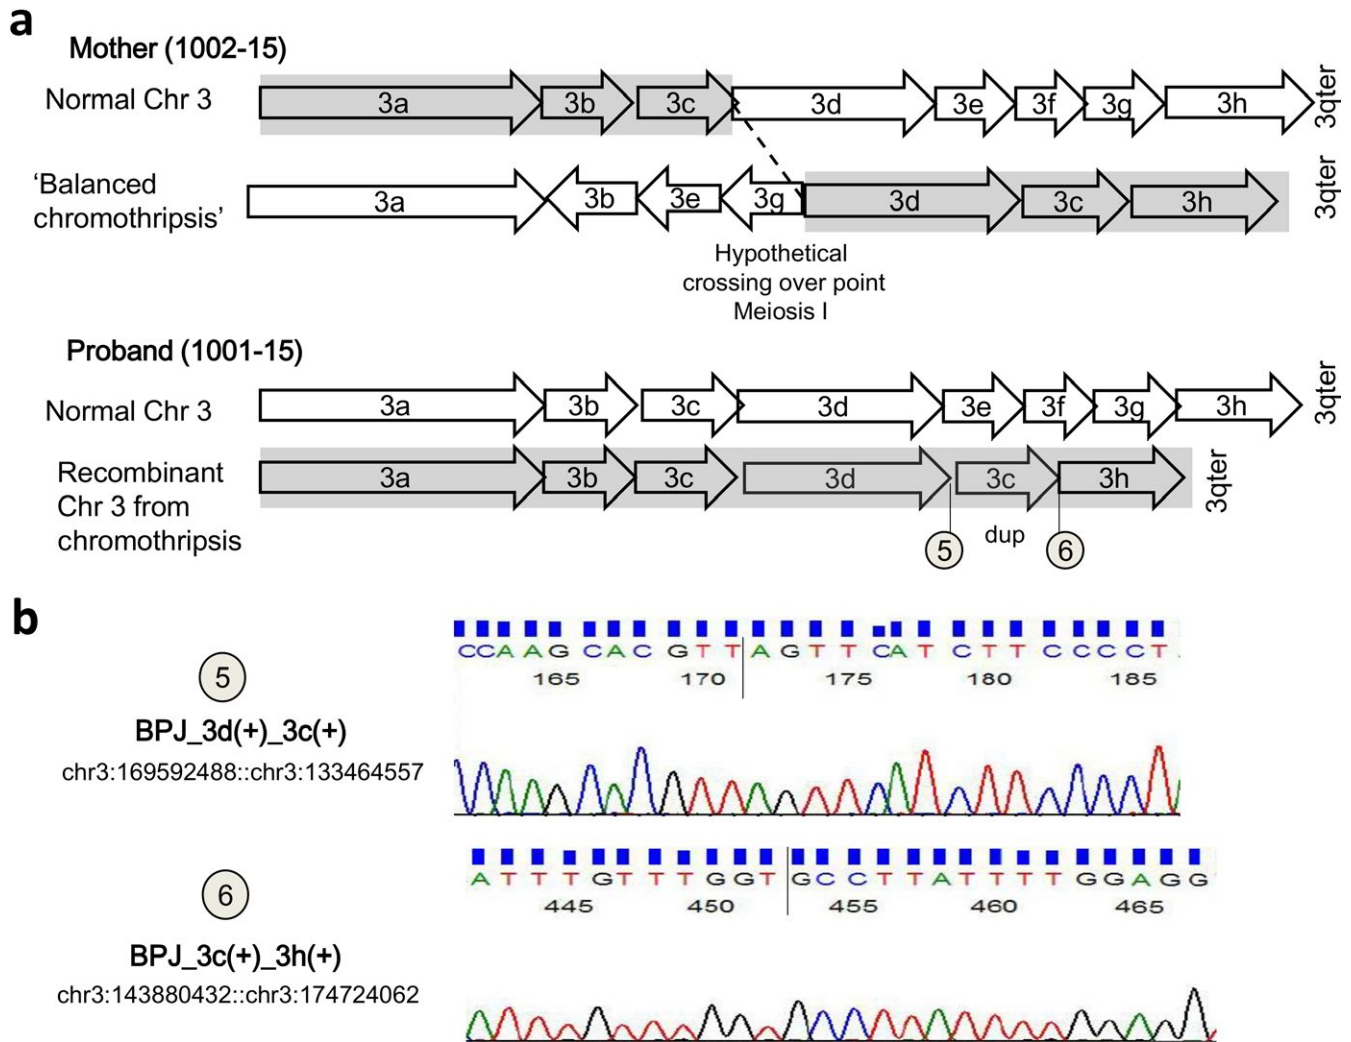 a
Mother (1002-15)
Normal Chr 3
3a 3b 3c 3d 3e 3f 3g 3h
3qter
‘Balanced
chromothripsis’
3a 3b 3e 3g 3d 3c 3h
3qter
Hypothetical
crossing over point
Meiosis I
Proband (1001-15)
Normal Chr 3
3a 3b 3c 3d 3e 3f 3g 3h
3qter
Recombinant
Chr 3 from
chromothripsis
3a 3b 3c 3d 3c 3h
3qter
5 dup 6
b
5
BPJ_3d(+)_3c(+)
chr3:169592488::chr3:133464557
CCAAGCACGTTAGTTCATCTTCCCCT
165 170 175 180 185
6
BPJ_3c(+)_3h(+)
chr3:143880432::chr3:174724062
ATTTGTTTGGTGCCTTATTTTGGAGG
445 450 455 460 465